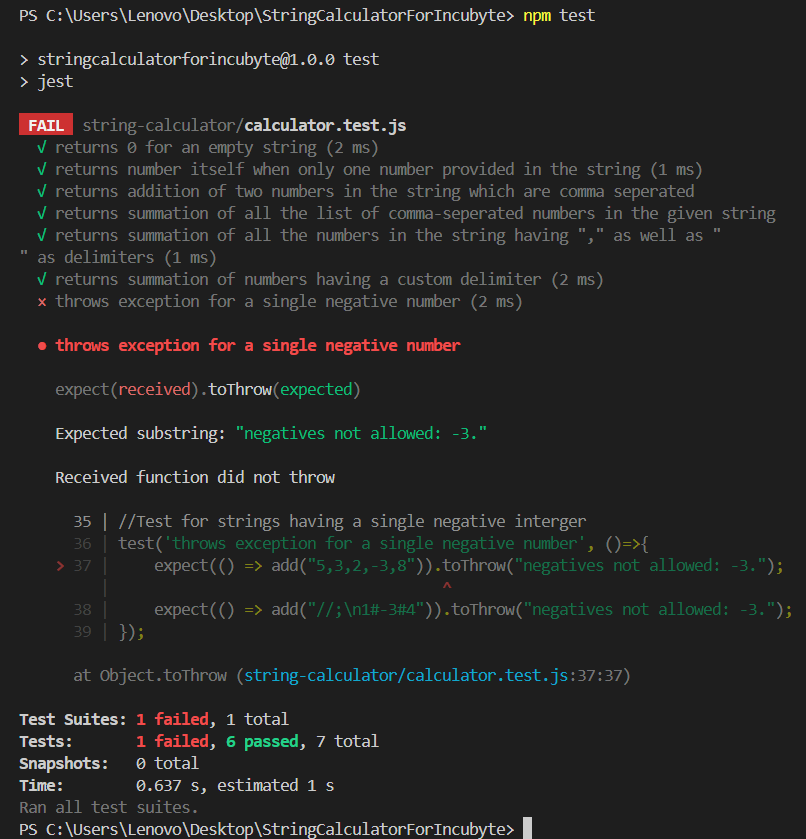 PS C:\Users\Lenovo\Desktop\StringCalculatorForIncubyte> npm test
> stringcalculatorforincubyte@1.0.0 test
> jest
FAIL string-calculator/calculator.test.js
√ returns 0 for an empty string (2 ms)
√ returns number itself when only one number provided in the string (1 ms)
√ returns addition of two numbers in the string which are comma seperated
√ returns summation of all the list of comma-seperated numbers in the given string
√ returns summation of all the numbers in the string having "," as well as "
" as delimiters (1 ms)
√ returns summation of numbers having a custom delimiter (2 ms)
× throws exception for a single negative number (2 ms)
● throws exception for a single negative number
expect(received).toThrow(expected)
Expected substring: "negatives not allowed: -3."
Received function did not throw
35 | //Test for strings having a single negative interger
36 | test('throws exception for a single negative number', ()=>{
> 37 | expect(() => add("5,3,2,-3,8")).toThrow("negatives not allowed: -3.");
| ^
38 | expect(() => add("//;\n1#-3#4")).toThrow("negatives not allowed: -3.");
39 | });
at Object.toThrow (string-calculator/calculator.test.js:37:37)
Test Suites: 1 failed, 1 total
Tests: 1 failed, 6 passed, 7 total
Snapshots: 0 total
Time: 0.637 s, estimated 1 s
Ran all test suites.
PS C:\Users\Lenovo\Desktop\StringCalculatorForIncubyte>